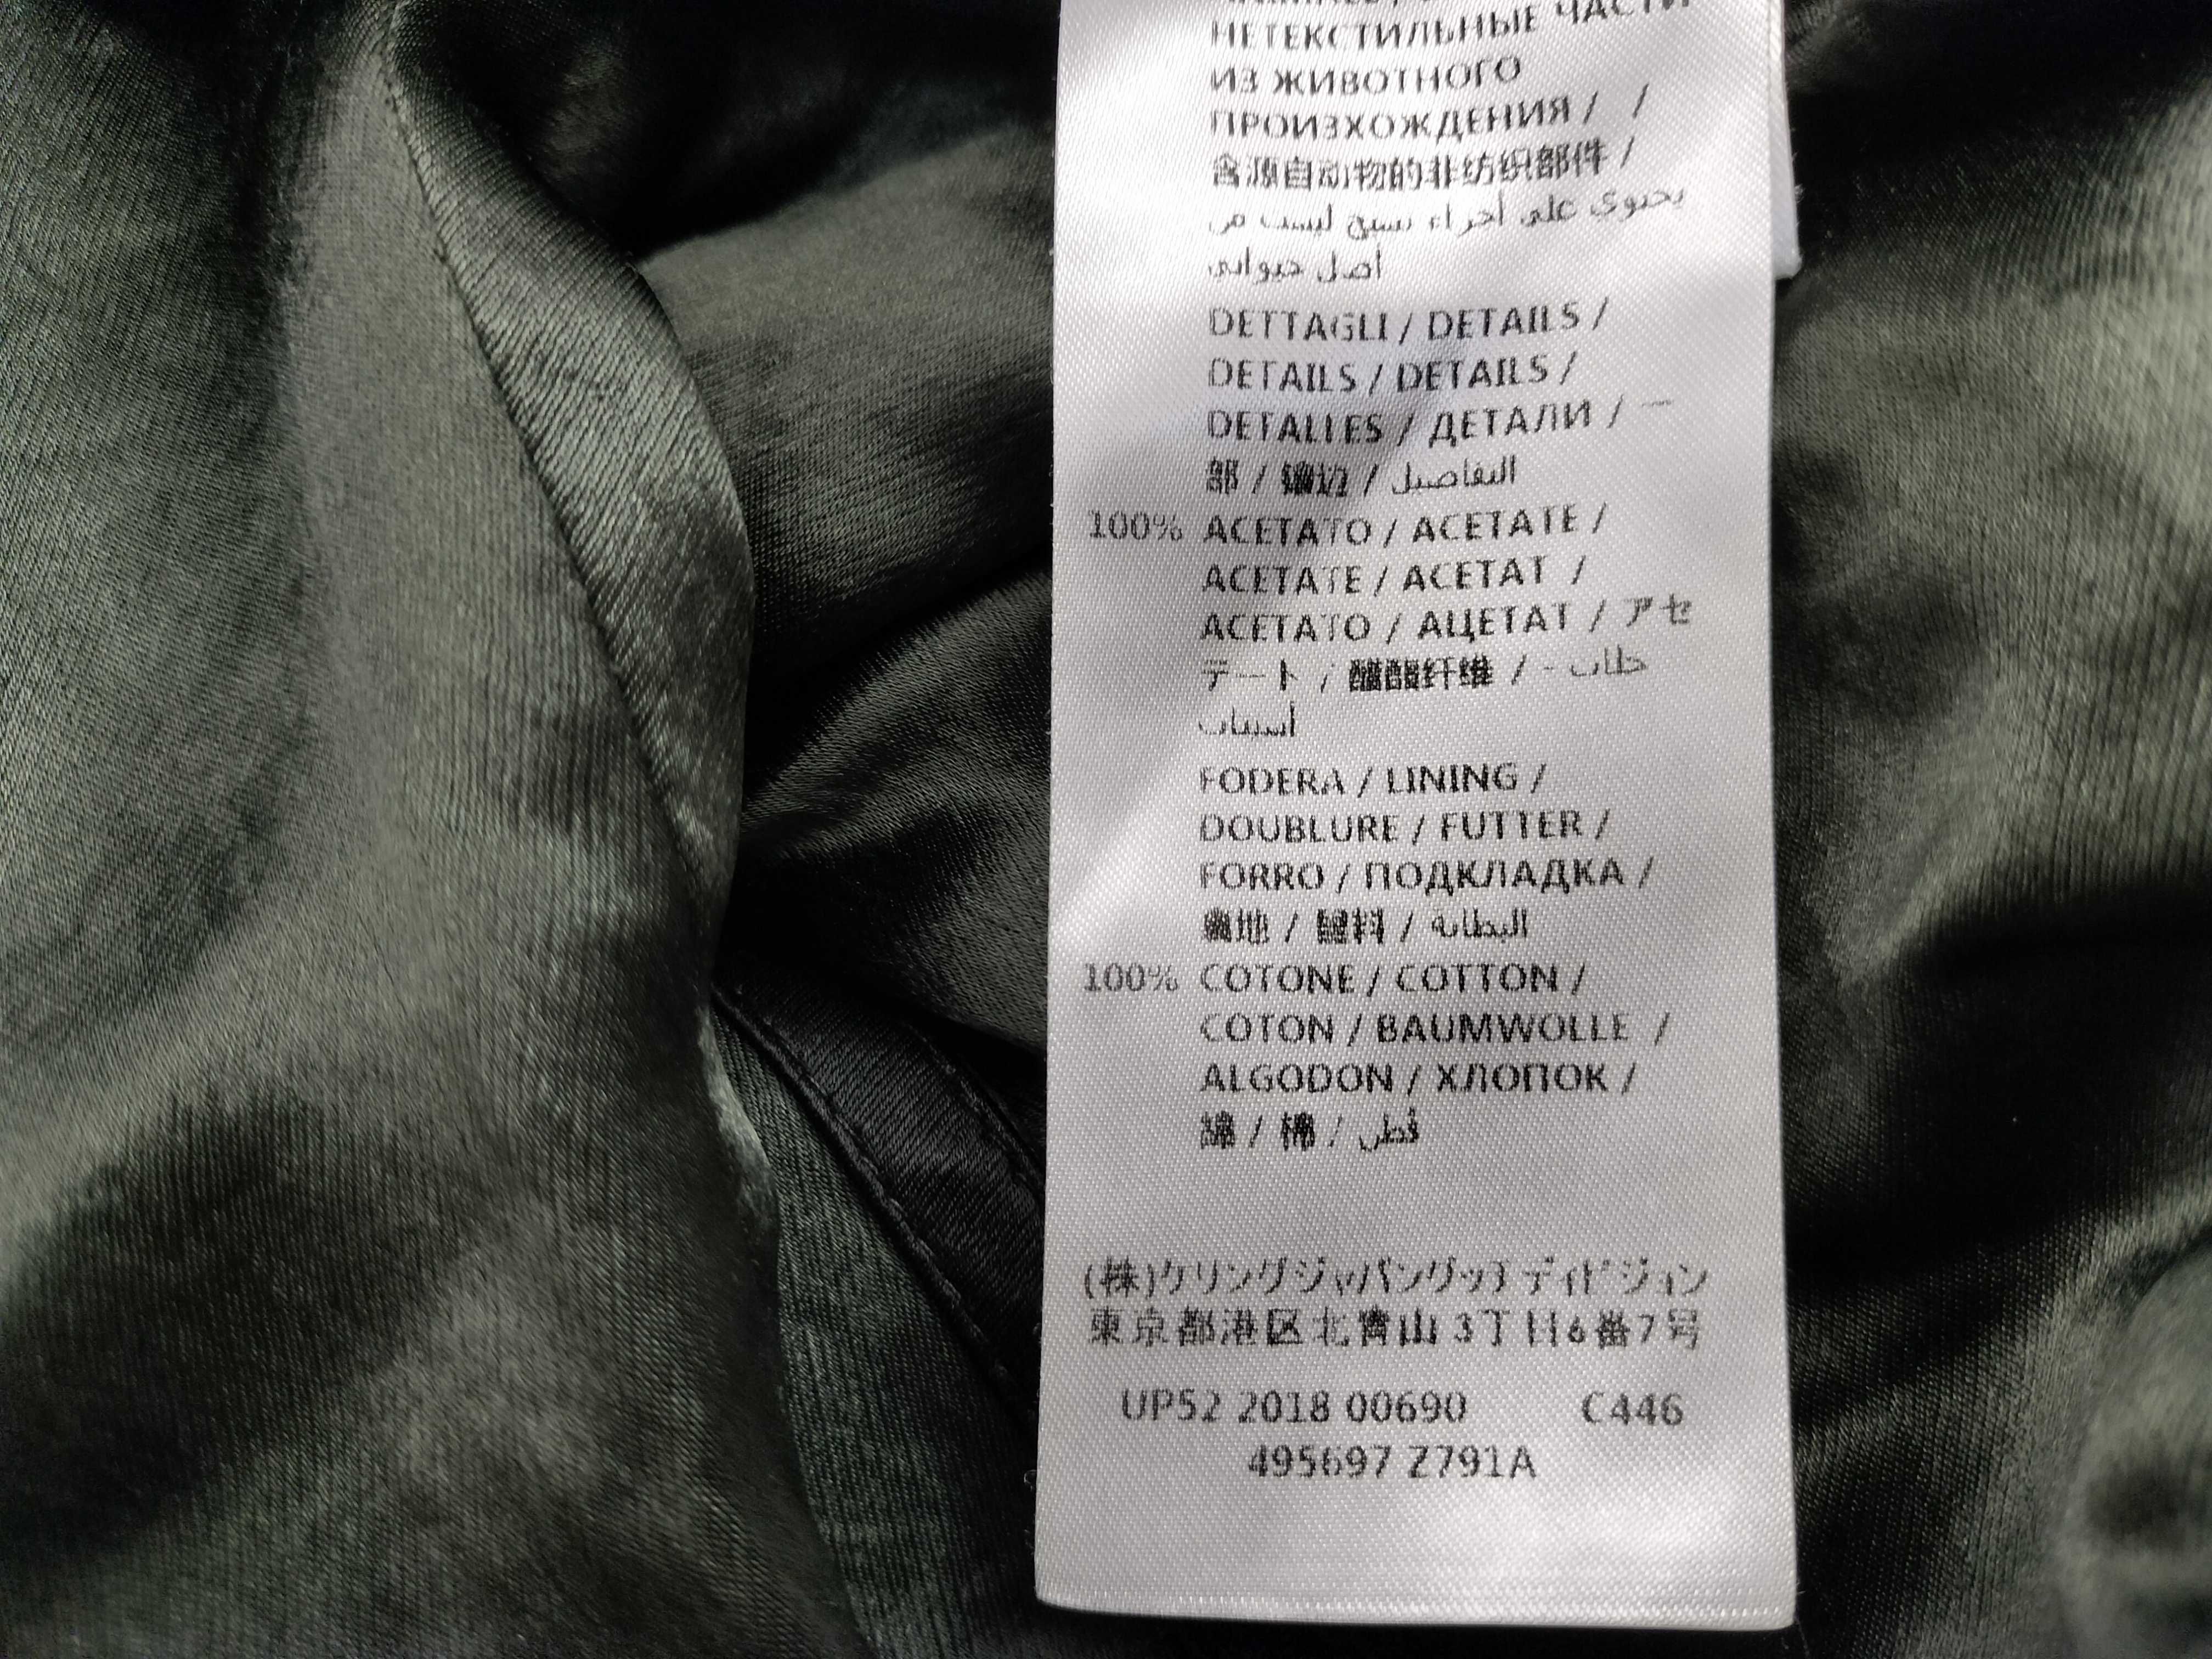 НЕТЕКСТИЛЬНЫЕ ЧАСТИ
ИЗ ЖИВОТНОГО
ПРОИЗХОЖДЕНИЯ / /
含源自动物的非纺织部件 /
يحتوي على أجزاء نسيج ليست من
أصل حيواني
DETTAGLI / DETAILS /
DETAILS / DETAILS /
DETALLES / ДЕТАЛИ / 一
部 / 镶边 / التفاصيل
100% ACETATO / ACETATE /
ACETATE / ACETAT /
ACETATO / АЦЕТАТ / アセ
テート / 醋酯纤维 / - خلات
أسيتات
FODERA / LINING /
DOUBLURE / FUTTER /
FORRO / ПОДКЛАДКА /
裏地 / 里料 / البطانة
100% COTONE / COTTON /
COTON / BAUMWOLLE /
ALGODON / ХЛОПОК /
綿 / 棉 / قطن
(株)ケリングジャパングッチ ディビジョン
東京都港区北青山3丁目6番7号
UP52 2018 00690 C446
495697 Z791A